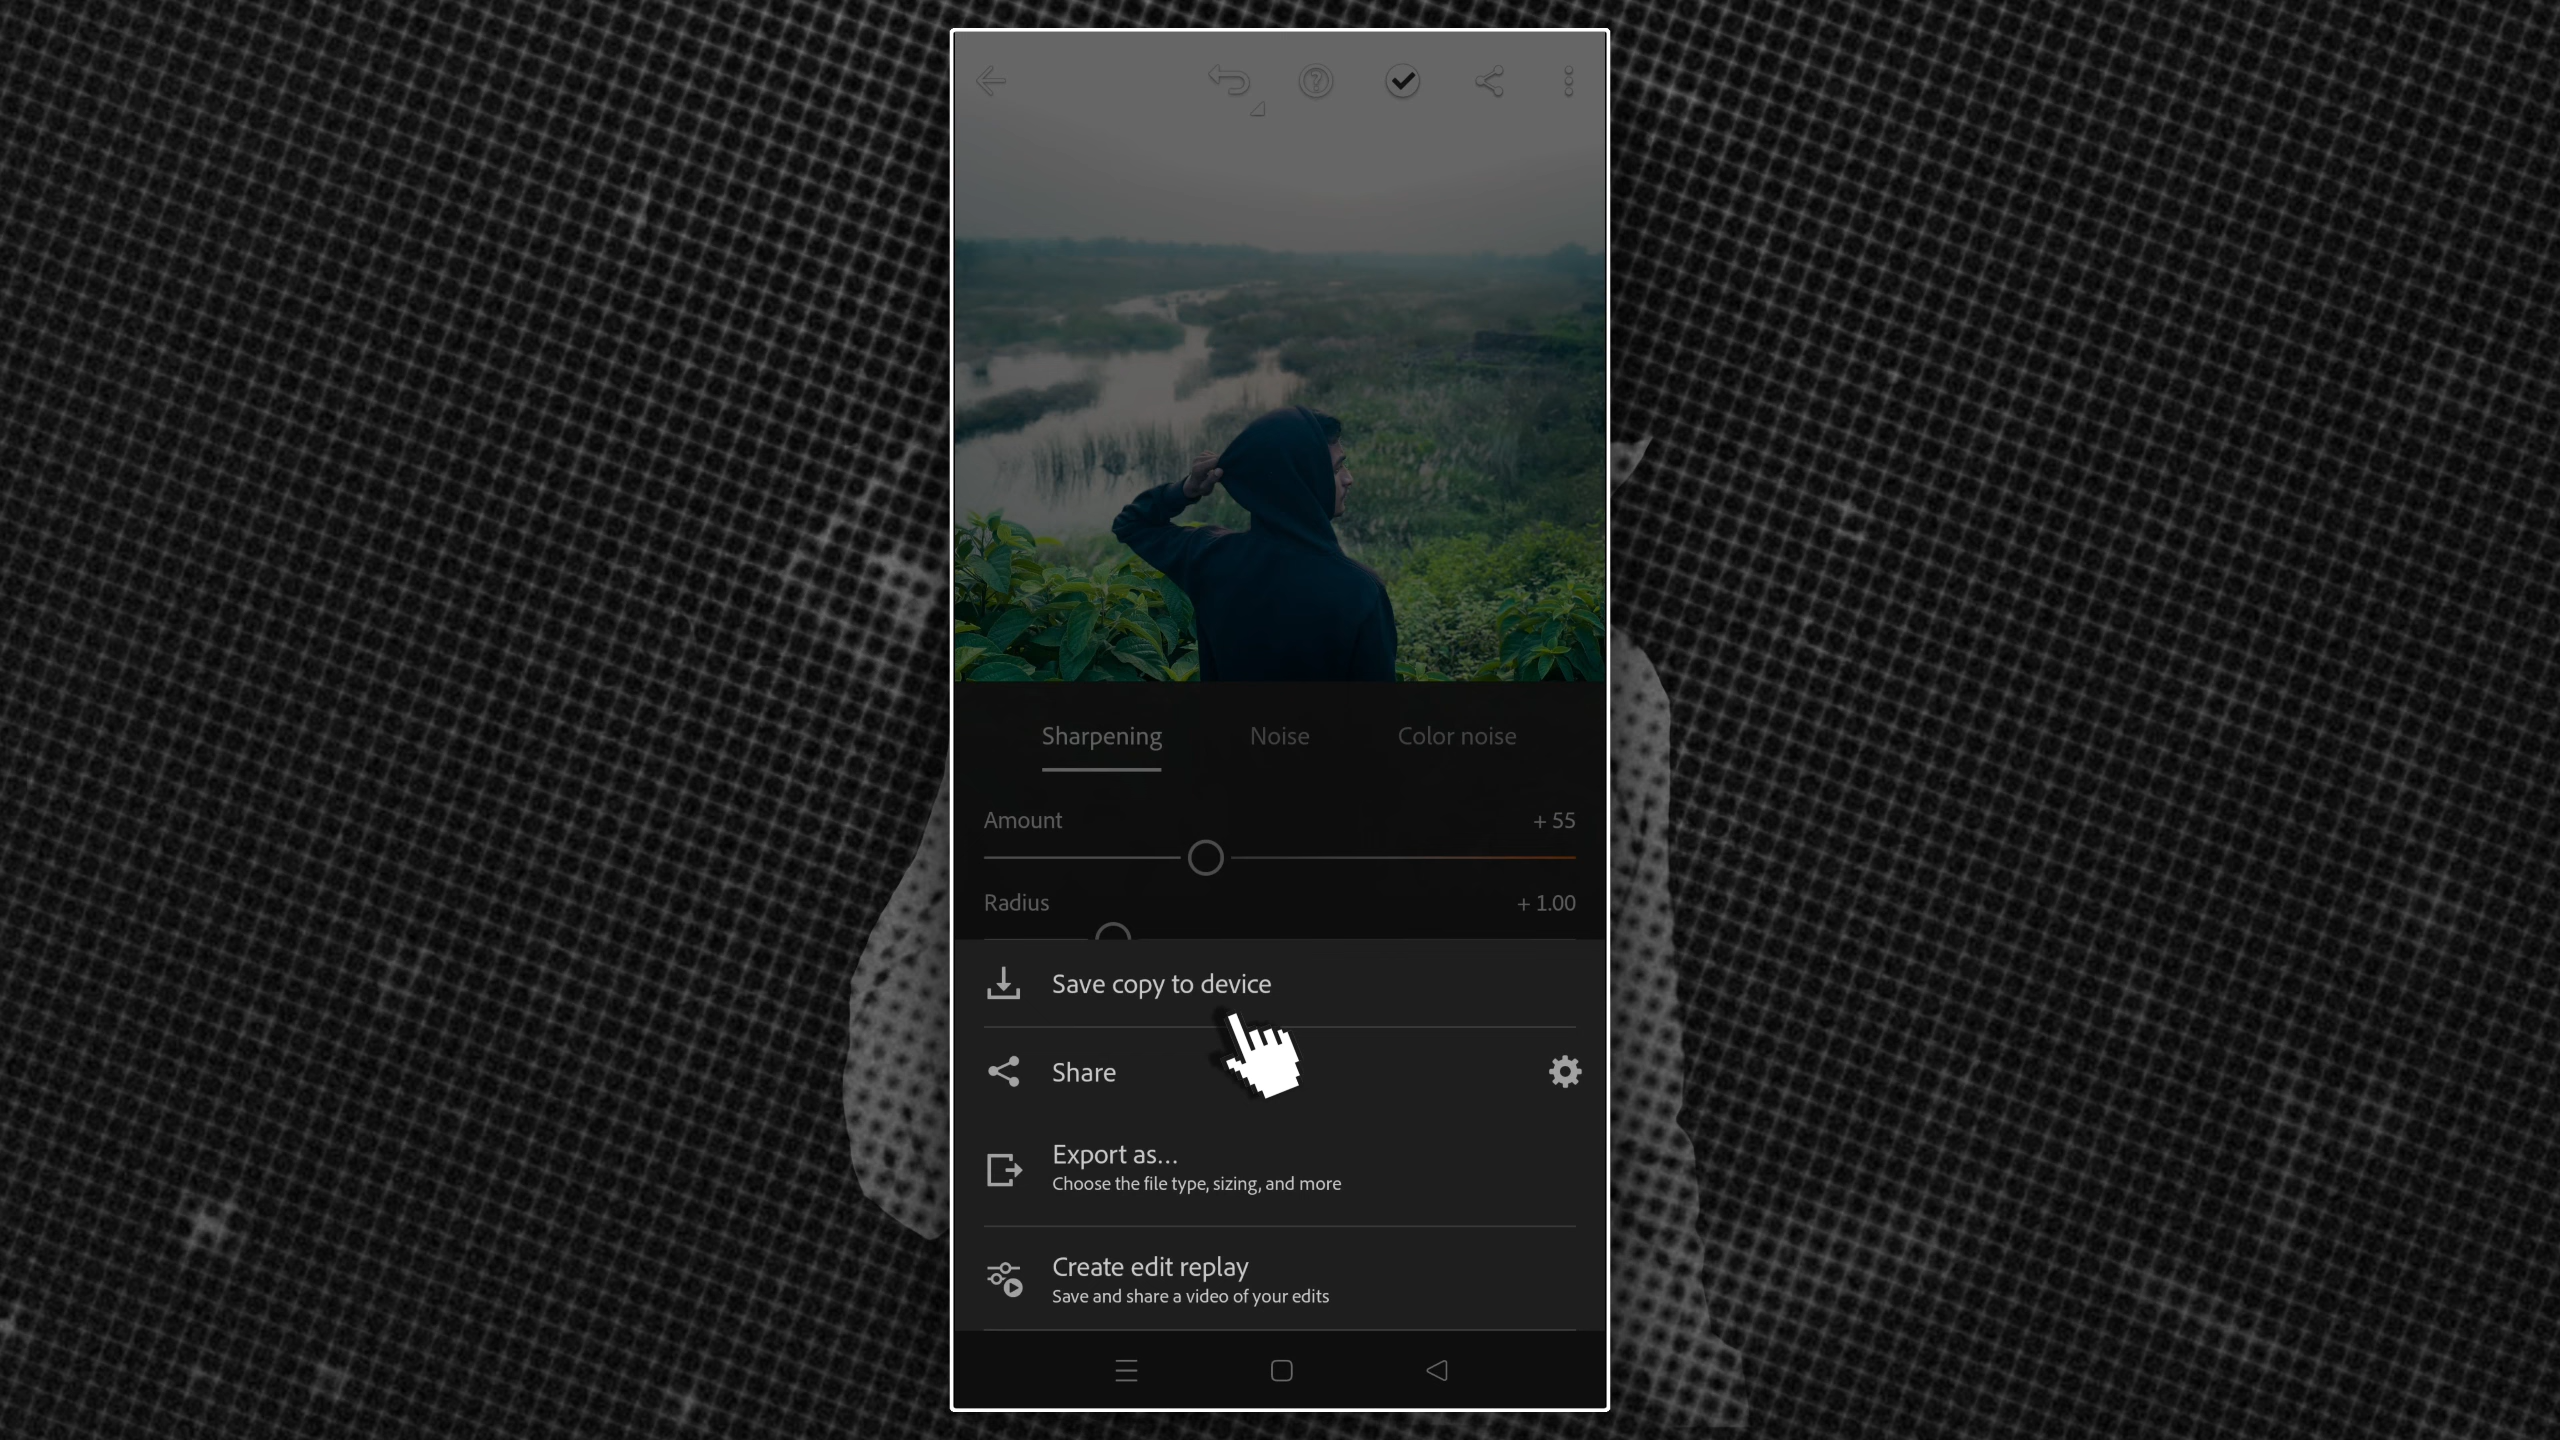 Sharpening Noise Color noise
Amount + 55
Radius + 1.00
Save copy to device
Share
Export as...
Choose the file type, sizing, and more
Create edit replay
Save and share a video of your edits